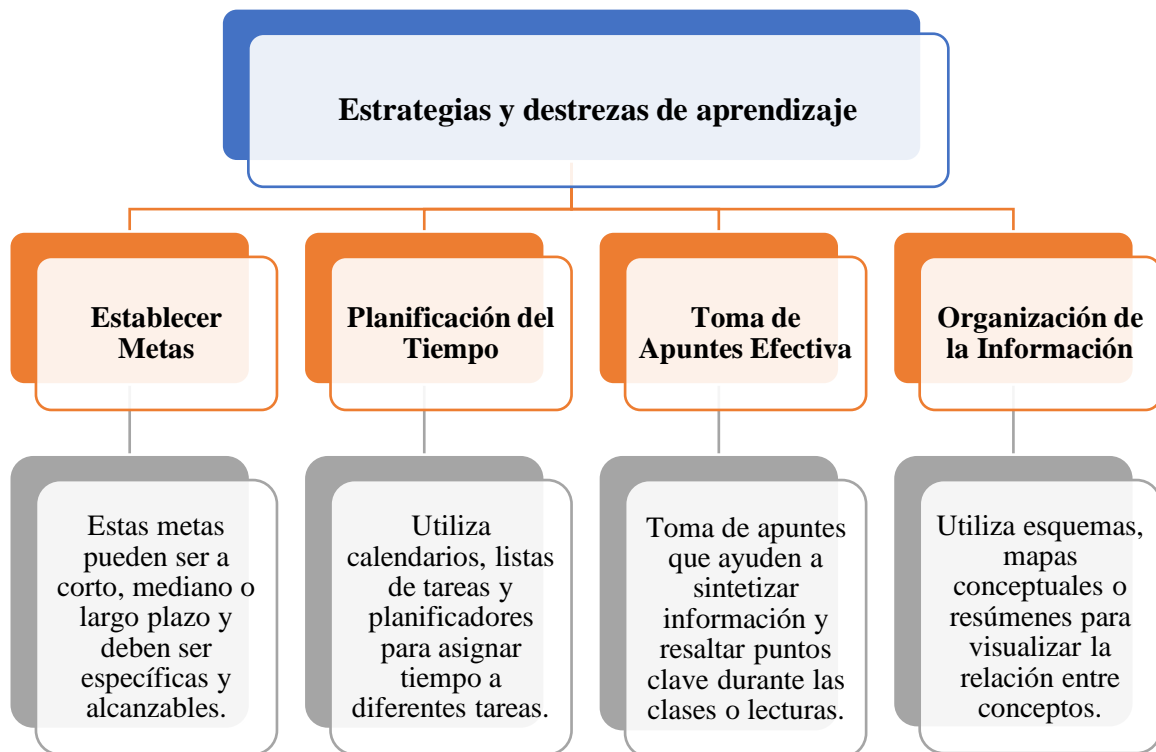 Estrategias y destrezas de aprendizaje
Establecer
Metas
Planificación del
Tiempo
Toma de
Apuntes Efectiva
Organización de
la Información
Estas metas
pueden ser a
corto, mediano o
largo plazo y
deben ser
específicas y
alcanzables.
Utiliza
calendarios, listas
de tareas y
planificadores
para asignar
tiempo a
diferentes tareas.
Toma de apuntes
que ayuden a
sintetizar
información y
resaltar puntos
clave durante las
clases o lecturas.
Utiliza esquemas,
mapas
conceptuales o
resúmenes para
visualizar la
relación entre
conceptos.